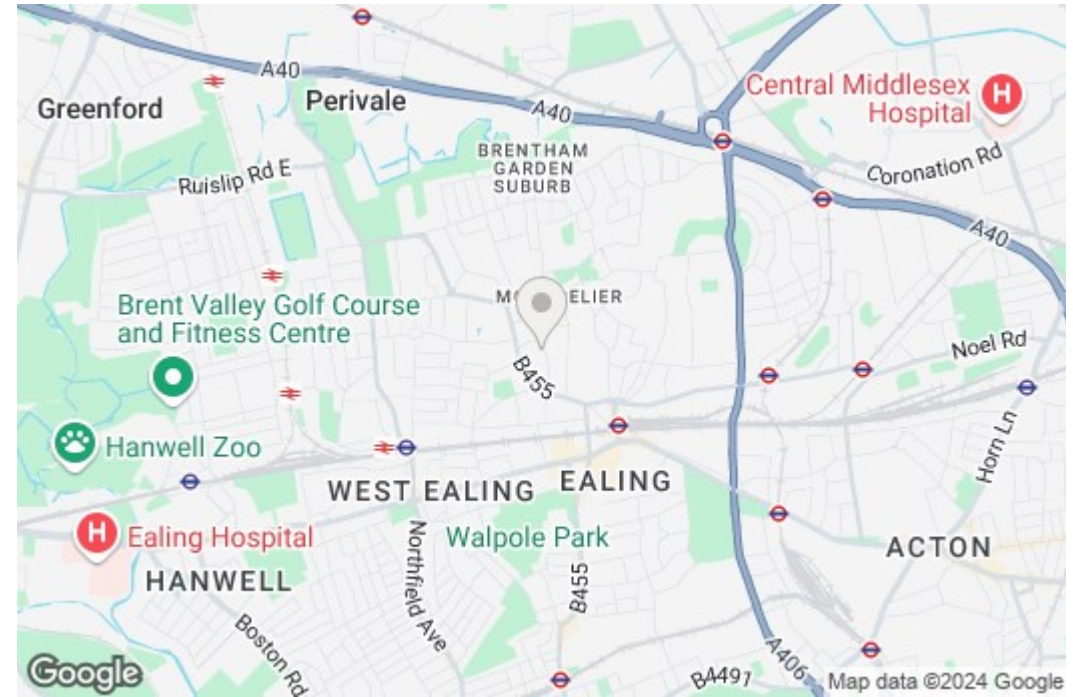 A40
Greenford
Perivale
A40
Central Middlesex
Hospital
H
BRENTHAM
GARDEN
SUBURB
Coronation Rd
Ruislip Rd E
A40
Brent Valley Golf Course
and Fitness Centre
B455
Noel Rd
Hanwell Zoo
Horn Ln
WEST EALING
EALING
H
Ealing Hospital
Walpole Park
ACTON
HANWELL
Northfield Ave
B455
Boston Rd
A406
B4491
Google
Map data ©2024 Google